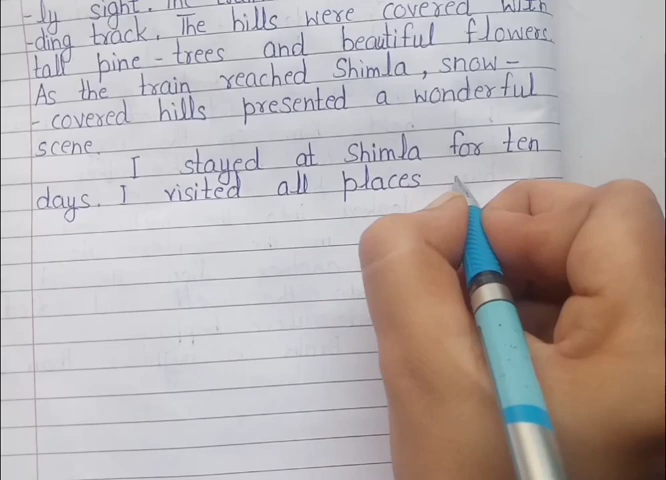 -ly sight. The
-ding track. The hills were covered with
tall pine-trees and beautiful flowers.
As the train reached Shimla, snow-
-covered hills presented a wonderful
scene.
I stayed at Shimla for ten
days. I visited all places